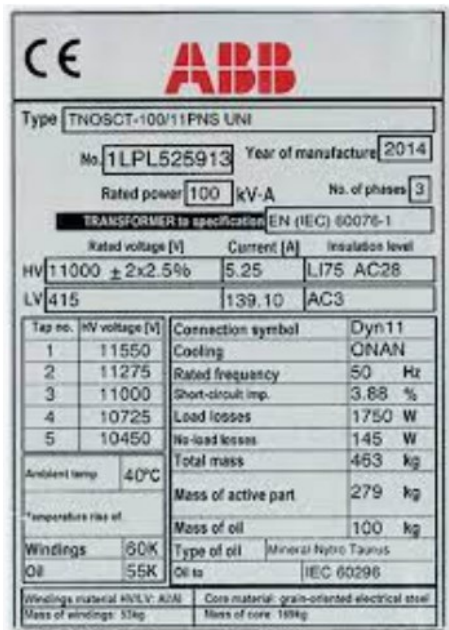 CE ABB
Type TNOSCT-100/11PNS UNI
No. 1LPL525913 Year of manufacture 2014
Rated power 100 kV-A No. of phases 3
TRANSFORMER to specification EN (IEC) 60076-1
Rated voltage [V] Current [A] Insulation level
HV 11000 ± 2x2.5% 5.25 LI75 AC28
LV 415 139.10 AC3
Tap no. HV voltage [V]
1 11550
2 11275
3 11000
4 10725
5 10450
Ambient temp 40°C
Temperature rise of
Windings 60K
Oil 55K
Connection symbol Dyn11
Cooling ONAN
Rated frequency 50 Hz
Short-circuit imp. 3.88 %
Load losses 1750 W
No-load losses 145 W
Total mass 463 kg
Mass of active part 279 kg
Mass of oil 100 kg
Type of oil Mineral Nytro Taurus
Oil to IEC 60296
Windings material HV/LV: Al/Al Core material: grain-oriented electrical steel
Mass of windings: 53kg Mass of core: 169kg